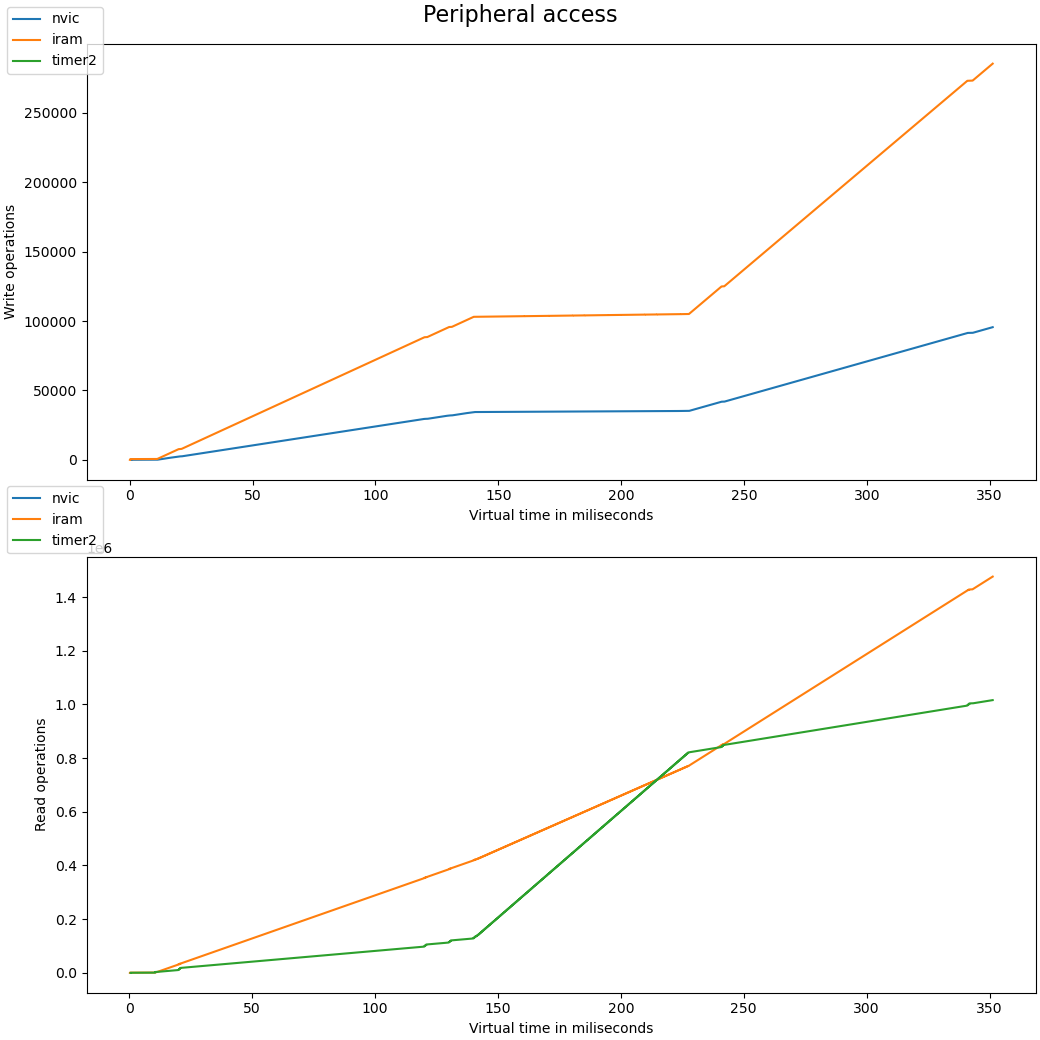 Peripheral access
nvic
iram
timer2
Write operations
250000
200000
150000
100000
50000
0
0 50 100 150 200 250 300 350
Virtual time in miliseconds
nvic
iram
timer2
1e6
Read operations
1.4
1.2
1.0
0.8
0.6
0.4
0.2
0.0
0 50 100 150 200 250 300 350
Virtual time in miliseconds